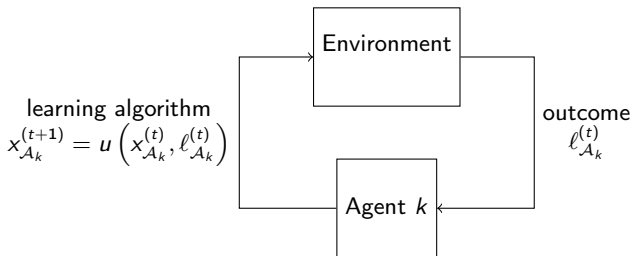 Environment
learning algorithm
$x_{\mathcal{A}_k}^{(t+1)} = u\left(x_{\mathcal{A}_k}^{(t)}, \ell_{\mathcal{A}_k}^{(t)}\right)$
outcome
$\ell_{\mathcal{A}_k}^{(t)}$
Agent $k$